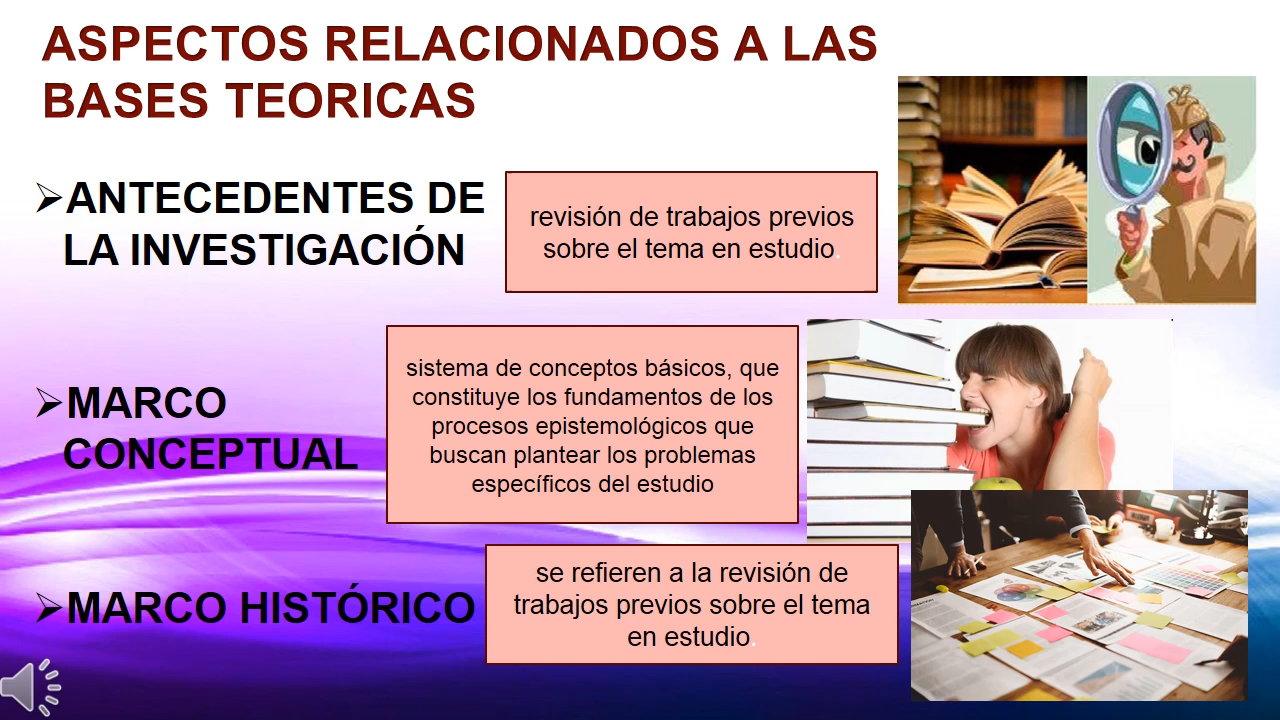 ASPECTOS RELACIONADOS A LAS
BASES TEORICAS
➢ANTECEDENTES DE
LA INVESTIGACIÓN
revisión de trabajos previos
sobre el tema en estudio.
➢MARCO
CONCEPTUAL
sistema de conceptos básicos, que
constituye los fundamentos de los
procesos epistemológicos que
buscan plantear los problemas
específicos del estudio
➢MARCO HISTÓRICO
se refieren a la revisión de
trabajos previos sobre el tema
en estudio.